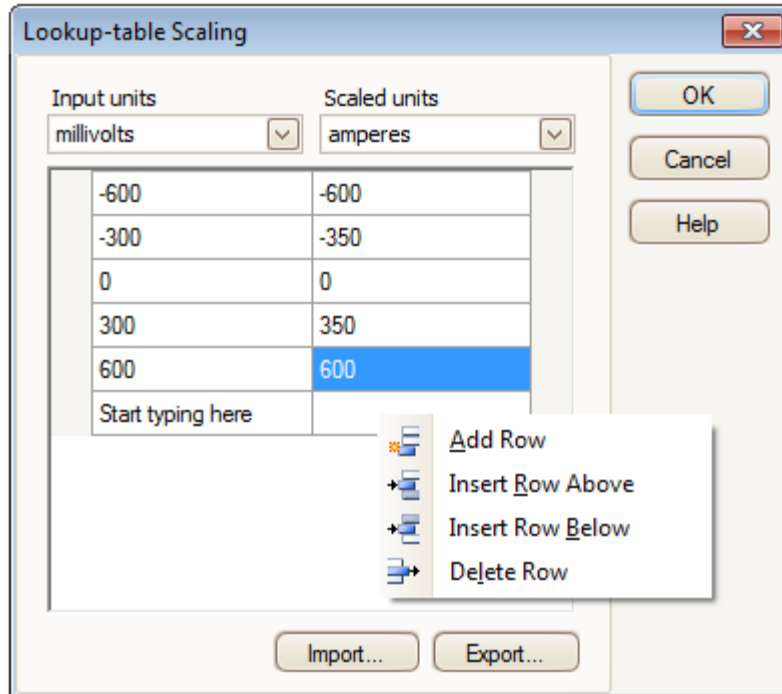 Lookup-table Scaling
Input units
Scaled units
OK
millivolts
amperes
Cancel
-600 -600
Help
-300 -350
0 0
300 350
600 600
Start typing here
Add Row
Insert Row Above
Insert Row Below
Delete Row
Import...
Export...